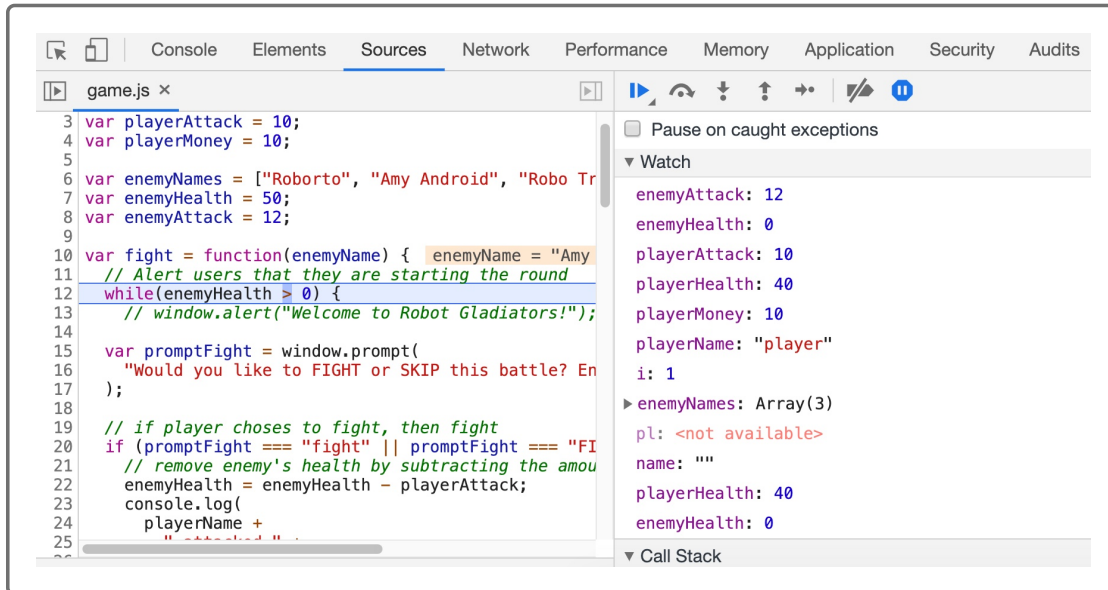 Console Elements Sources Network Performance Memory Application Security Audits
game.js ×
3 var playerAttack = 10;
4 var playerMoney = 10;
5
6 var enemyNames = ["Roborto", "Amy Android", "Robo Tr
7 var enemyHealth = 50;
8 var enemyAttack = 12;
9
10 var fight = function(enemyName) { enemyName = "Amy
11 // Alert users that they are starting the round
12 while(enemyHealth > 0) {
13 // window.alert("Welcome to Robot Gladiators!");
14
15 var promptFight = window.prompt(
16 "Would you like to FIGHT or SKIP this battle? En
17 );
18
19 // if player choses to fight, then fight
20 if (promptFight === "fight" || promptFight === "FI
21 // remove enemy's health by subtracting the amou
22 enemyHealth = enemyHealth - playerAttack;
23 console.log(
24 playerName +
25 " attacked " +
Pause on caught exceptions
▼ Watch
enemyAttack: 12
enemyHealth: 0
playerAttack: 10
playerHealth: 40
playerMoney: 10
playerName: "player"
i: 1
▶ enemyNames: Array(3)
pl: <not available>
name: ""
playerHealth: 40
enemyHealth: 0
▼ Call Stack